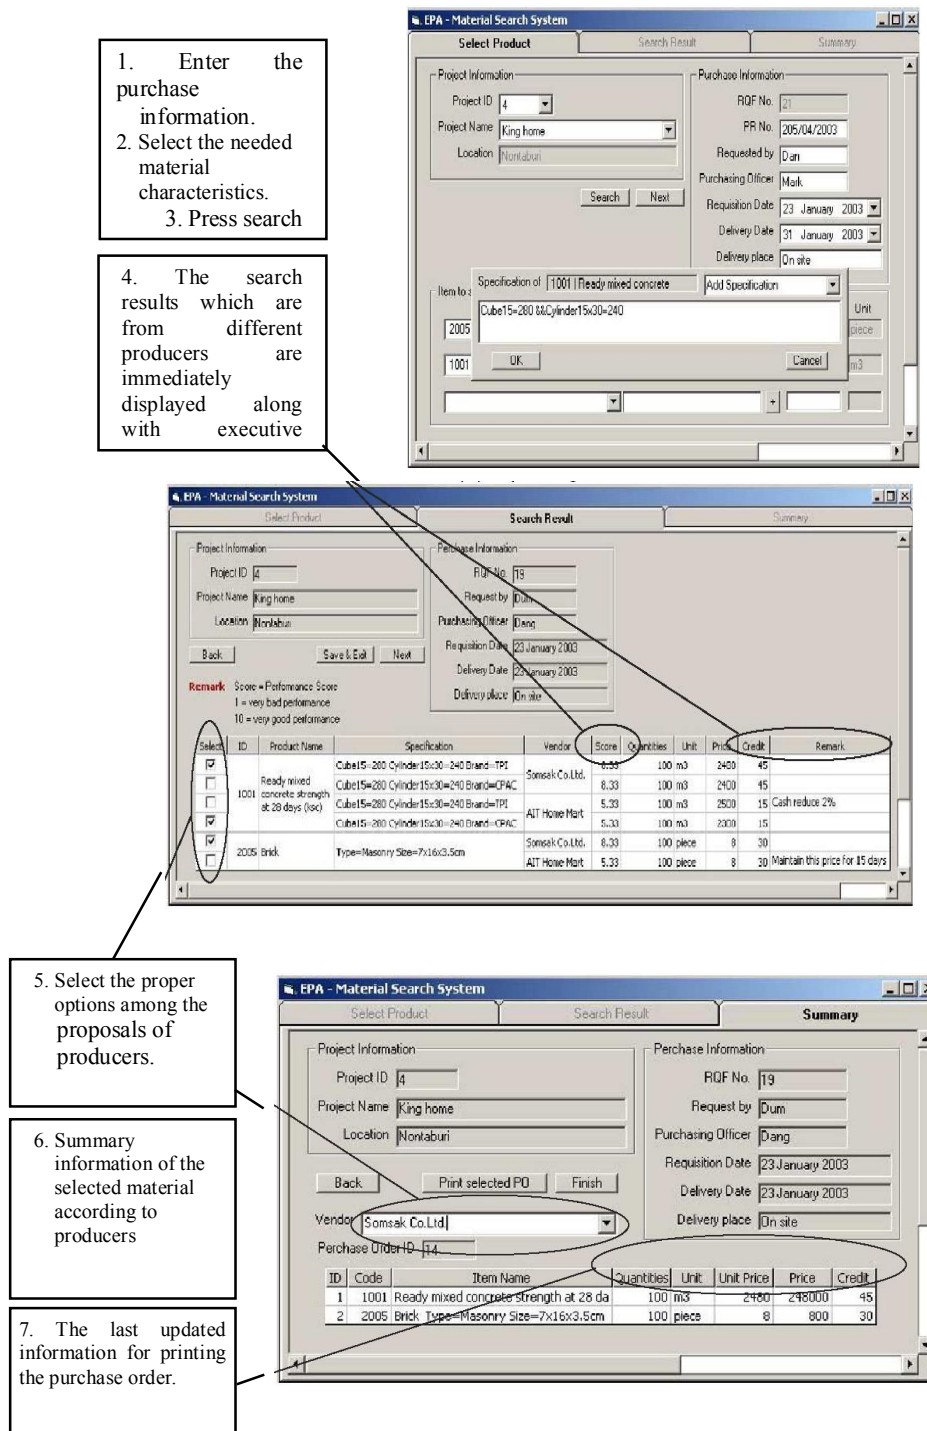 1. Enter the
purchase
information.
2. Select the needed
material
characteristics.
3. Press search
4. The search
results which are
from different
producers are
immediately
displayed along
with executive
EPA - Material Search System
Select Product Search Result Summary
Project Information
Project ID 4
Project Name King home
Location Nontaburi
Search Next
Purchase Information
RQF No. 21
PR No. 205/04/2003
Requested by Dan
Purchasing Officer Mark
Requisition Date 23 January 2003
Delivery Date 31 January 2003
Delivery place On site
Item to s
Specification of 1001 | Ready mixed concrete Add Specification
Cube15=280 &&Cylinder15x30=240
OK Cancel
Unit
2005 piece
1001 m3
+
EPA - Material Search System
Select Product Search Result Summary
Project Information
Project ID 4
Project Name King home
Location Nontaburi
Back Save & Exit Next
Perchase Information
RQF No. 19
Request by Dum
Purchasing Officer Dang
Requisition Date 23 January 2003
Delivery Date 23 January 2003
Delivery place On site
Remark Score = Performance Score
1 = very bad performance
10 = very good performance
Select ID Product Name Specification Vendor Score Quantities Unit Price Credit Remark
1001 Ready mixed concrete strength at 28 days (ksc)
Cube15=280 Cylinder15x30=240 Brand=TPI Somsak Co.Ltd. 8.33 100 m3 2480 45
Cube15=280 Cylinder15x30=240 Brand=CPAC 8.33 100 m3 2400 45
Cube15=280 Cylinder15x30=240 Brand=TPI AIT Home Mart 5.33 100 m3 2500 15 Cash reduce 2%
Cube15=280 Cylinder15x30=240 Brand=CPAC 5.33 100 m3 2300 15
2005 Brick Type=Masonry Size=7x16x3.5cm Somsak Co.Ltd. 8.33 100 piece 8 30
AIT Home Mart 5.33 100 piece 8 30 Maintain this price for 15 days
5. Select the proper
options among the
proposals of
producers.
6. Summary
information of the
selected material
according to
producers
7. The last updated
information for printing
the purchase order.
EPA - Material Search System
Select Product Search Result Summary
Project Information
Project ID 4
Project Name King home
Location Nontaburi
Back Print selected PO Finish
Vendor Somsak Co.Ltd.
Perchase Order ID 14
Perchase Information
RQF No. 19
Request by Dum
Purchasing Officer Dang
Requisition Date 23 January 2003
Delivery Date 23 January 2003
Delivery place On site
ID Code Item Name Quantities Unit Unit Price Price Credit
1 1001 Ready mixed concrete strength at 28 da 100 m3 2480 248000 45
2 2005 Brick Type=Masonry Size=7x16x3.5cm 100 piece 8 800 30